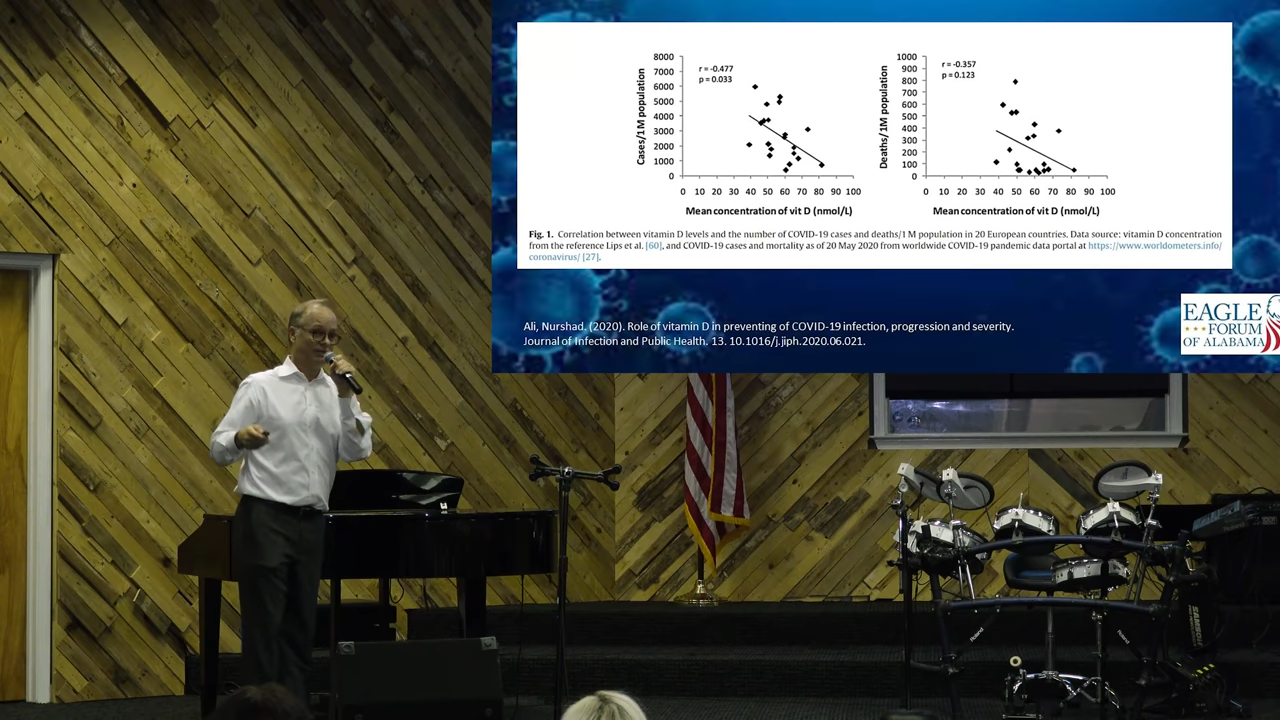 8000
7000
6000
5000
4000
3000
2000
1000
0
Cases/1M population
r = -0.477
p = 0.033
0 10 20 30 40 50 60 70 80 90 100
Mean concentration of vit D (nmol/L)
1000
900
800
700
600
500
400
300
200
100
0
Deaths/1M population
r = -0.357
p = 0.123
0 10 20 30 40 50 60 70 80 90 100
Mean concentration of vit D (nmol/L)
Fig. 1. Correlation between vitamin D levels and the number of COVID-19 cases and deaths/1 M population in 20 European countries. Data source: vitamin D concentration
from the reference Lips et al. [60], and COVID-19 cases and mortality as of 20 May 2020 from worldwide COVID-19 pandemic data portal at https://www.worldometers.info/
coronavirus/ [27].
Ali, Nurshad. (2020). Role of vitamin D in preventing of COVID-19 infection, progression and severity.
Journal of Infection and Public Health. 13. 10.1016/j.jiph.2020.06.021.
EAGLE
FORUM
OF ALABAMA
Roland
Roland
SAMSON